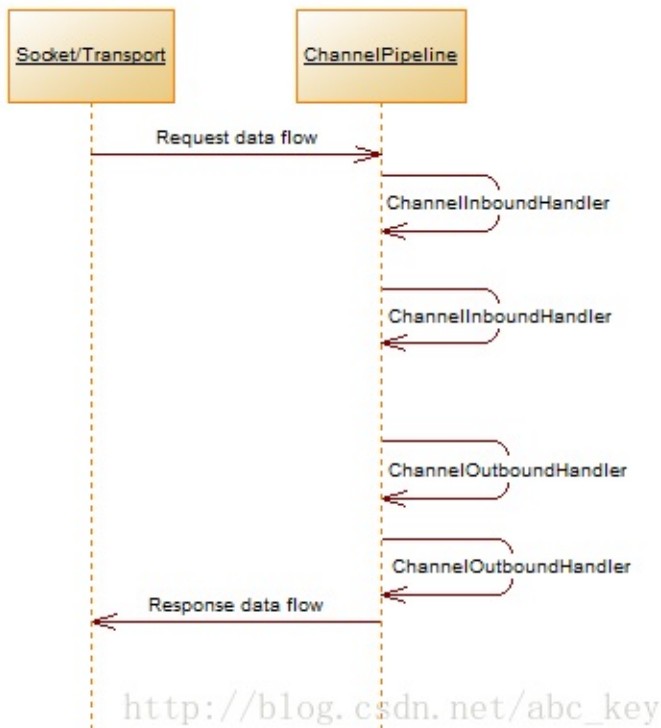 Socket/Transport
ChannelPipeline
Request data flow
ChannelInboundHandler
ChannelInboundHandler
ChannelOutboundHandler
ChannelOutboundHandler
Response data flow
http://blog.csdn.net/abc_key